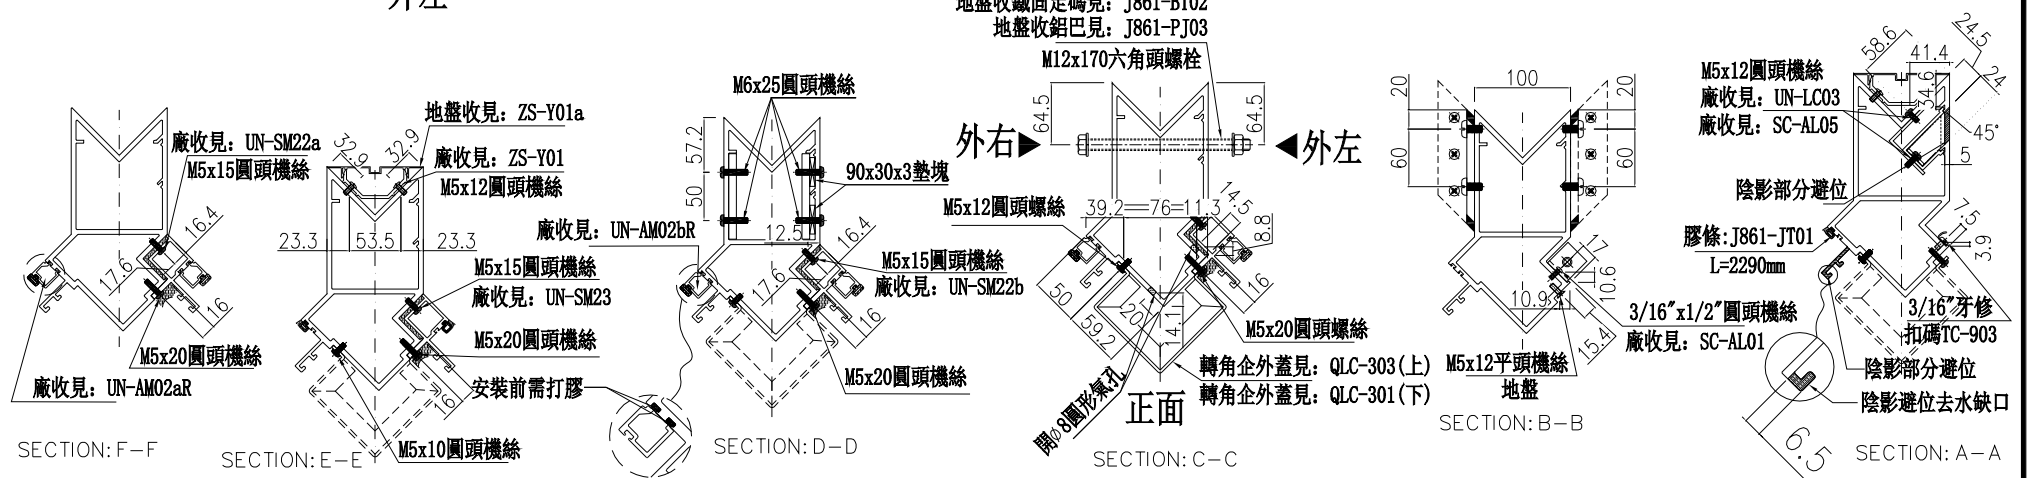 地盤收鐵固定碼見: J861-BT02
地盤收鋁巴見: J861-PJ03
M12x170六角頭螺栓
廠收見: UN-SM22a
M5x15圓頭機絲
16.4
17.6
16
M5x20圓頭機絲
廠收見: UN-AM02aR
SECTION: F-F
地盤收見: ZS-Y01a
32.9
32.9
廠收見: ZS-Y01
M5x12圓頭機絲
23.3
53.5
23.3
M5x15圓頭機絲
廠收見: UN-SM23
M5x20圓頭機絲
16
M5x10圓頭機絲
SECTION: E-E
安裝前需打膠
M6x25圓頭機絲
57.2
50
90x30x3墊塊
廠收見: UN-AM02bR
12.5
16.4
17.6
M5x15圓頭機絲
廠收見: UN-SM22b
16
M5x20圓頭機絲
SECTION: D-D
64.5
64.5
外右
外左
M5x12圓頭螺絲
39.2
76
11.3
14.5
8.8
50
59.2
20
14.1
16
M5x20圓頭螺絲
轉角企外蓋見: QLC-303(上)
轉角企外蓋見: QLC-301(下)
開ø8圓形氣孔
正面
SECTION: C-C
20
100
20
60
60
17
10.6
10.9
15.4
3/16"x1/2"圓頭機絲
廠收見: SC-AL01
M5x12平頭機絲
地盤
SECTION: B-B
58.6
41.4
24.5
24
34.6
45°
5
M5x12圓頭機絲
廠收見: UN-LC03
廠收見: SC-AL05
陰影部分避位
7.5
3.9
膠條:J861-JT01
L=2290mm
3/16"牙修
扣碼TC-903
陰影部分避位
陰影避位去水缺口
6.5
SECTION: A-A